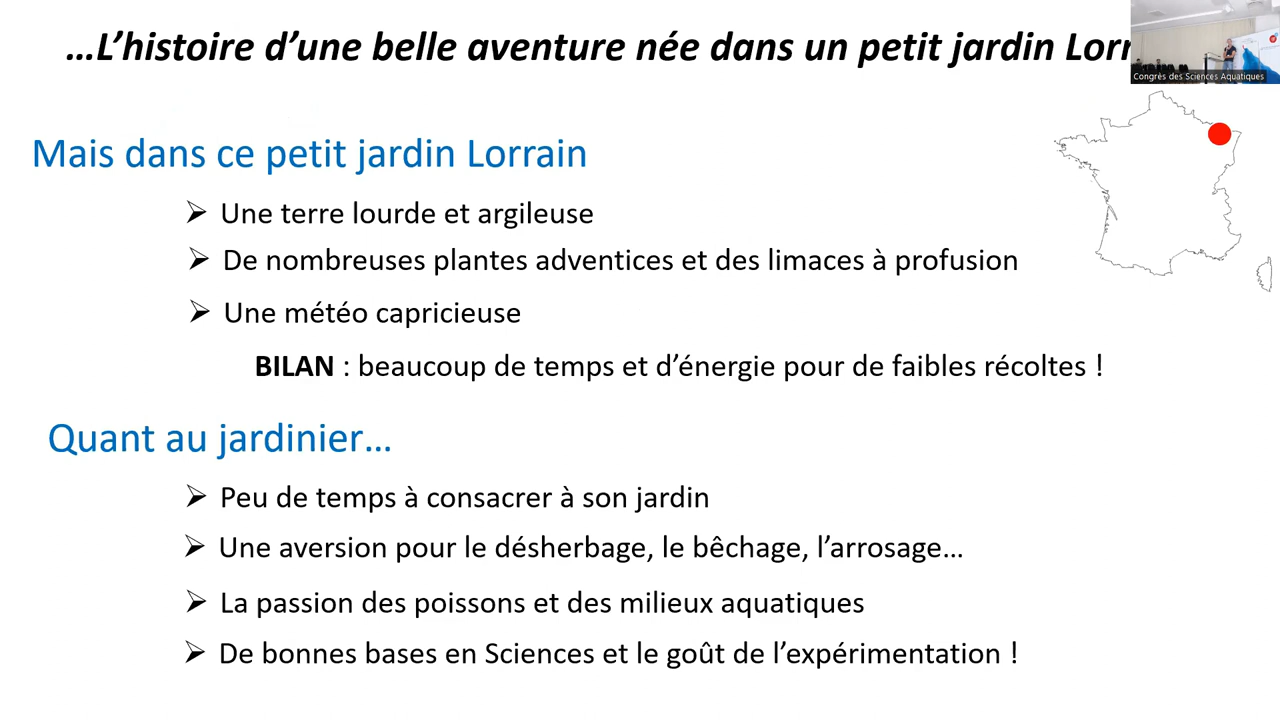 …L’histoire d’une belle aventure née dans un petit jardin
Congrès des Sciences Aquatiques
Mais dans ce petit jardin Lorrain
Une terre lourde et argileuse
De nombreuses plantes adventices et des limaces à profusion
Une météo capricieuse
BILAN : beaucoup de temps et d’énergie pour de faibles récoltes !
Quant au jardinier…
Peu de temps à consacrer à son jardin
Une aversion pour le désherbage, le bêchage, l’arrosage…
La passion des poissons et des milieux aquatiques
De bonnes bases en Sciences et le goût de l’expérimentation !